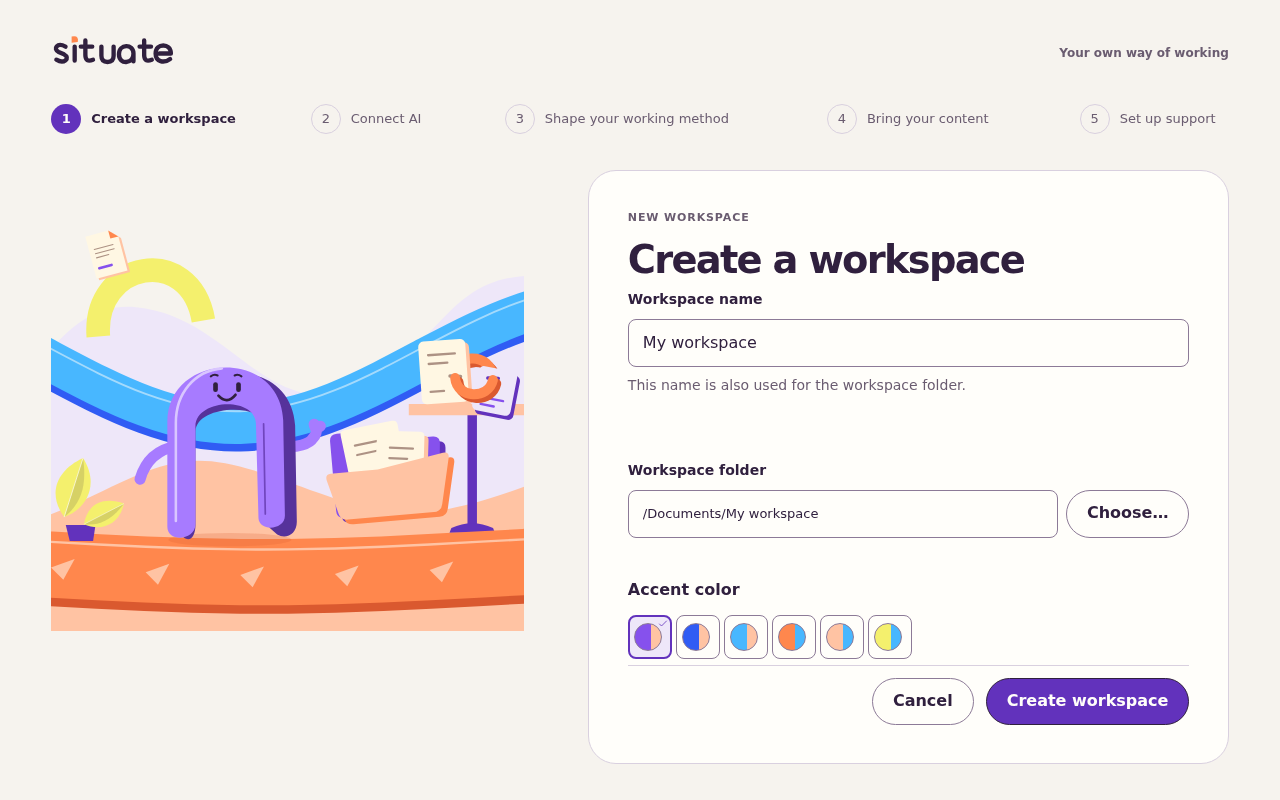 situate
Your own way of working
1 Create a workspace
2 Connect AI
3 Shape your working method
4 Bring your content
5 Set up support
NEW WORKSPACE
Create a workspace
Workspace name
My workspace
This name is also used for the workspace folder.
Workspace folder
/Documents/My workspace
Choose...
Accent color
Cancel
Create workspace